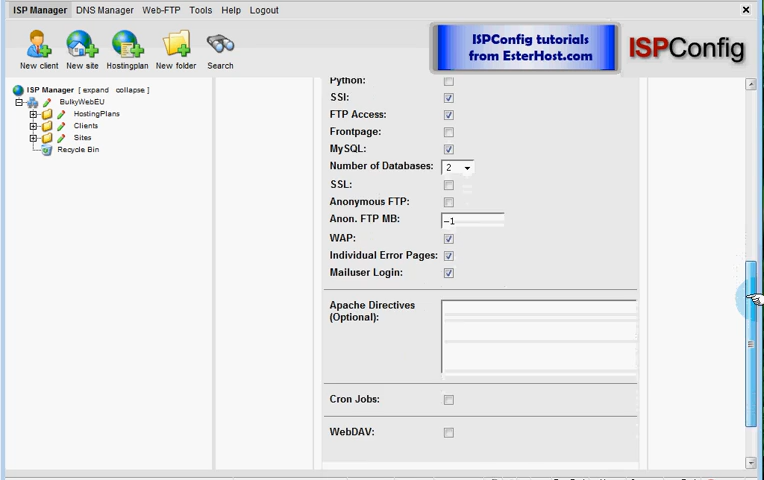 ISP Manager DNS Manager Web-FTP Tools Help Logout
New client New site Hostingplan New folder Search
ISPConfig tutorials
from EsterHost.com
ISPConfig
ISP Manager [ expand collapse ]
BulkyWebEU
HostingPlans
Clients
Sites
Recycle Bin
Python:
SSI:
FTP Access:
Frontpage:
MySQL:
Number of Databases: 2
SSL:
Anonymous FTP:
Anon. FTP MB: -1
WAP:
Individual Error Pages:
Mailuser Login:
Apache Directives
(Optional):
Cron Jobs:
WebDAV: